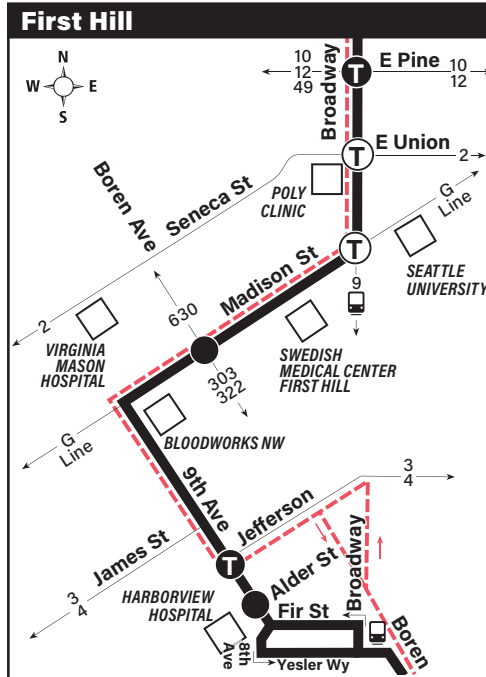 First Hill
N
W
E
S
10
12
49
Broadway
T
E Pine
10
12
E Union
T
2
Boren Ave
Seneca St
POLY
CLINIC
G
Line
T
Madison St
9
SEATTLE
UNIVERSITY
630
2
VIRGINIA
MASON
HOSPITAL
SWEDISH
MEDICAL CENTER
FIRST HILL
303
322
G
Line
BLOODWORKS NW
9th Ave
Jefferson
3
4
James St
T
Alder St
Broadway
3
4
HARBORVIEW
HOSPITAL
Fir St
8th
Ave
Yesler Wy
Boren